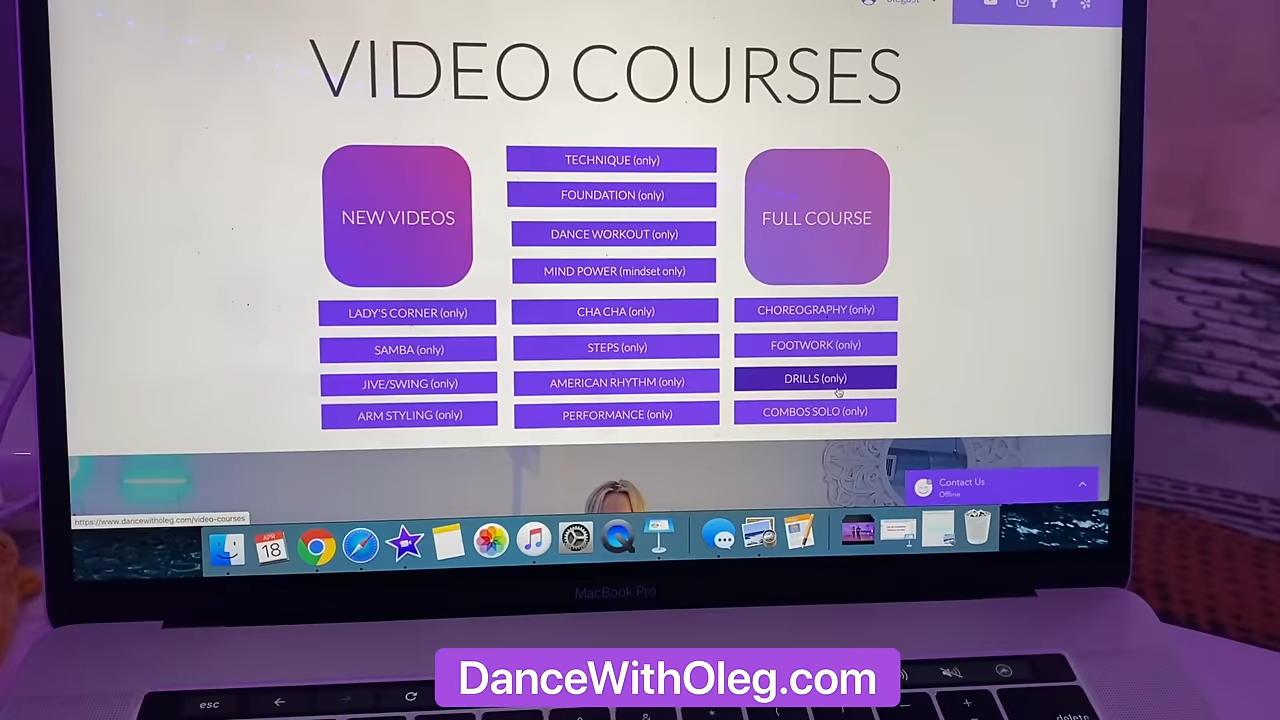 VIDEO COURSES
NEW VIDEOS
TECHNIQUE (only)
FOUNDATION (only)
DANCE WORKOUT (only)
MIND POWER (mindset only)
FULL COURSE
LADY'S CORNER (only)
CHA CHA (only)
CHOREOGRAPHY (only)
SAMBA (only)
STEPS (only)
FOOTWORK (only)
JIVE/SWING (only)
AMERICAN RHYTHM (only)
DRILLS (only)
ARM STYLING (only)
PERFORMANCE (only)
COMBOS SOLO (only)
Contact Us
Offline
https://www.dancewitholeg.com/video-courses
APR
18
MacBook Pro
DanceWithOleg.com
esc
delete